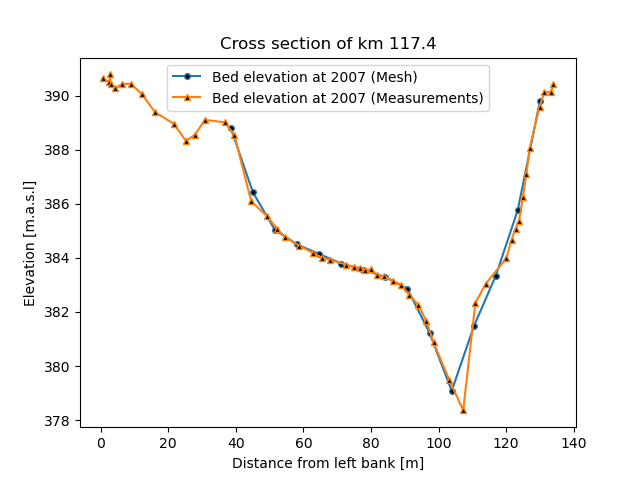 Cross section of km 117.4
Bed elevation at 2007 (Mesh)
Bed elevation at 2007 (Measurements)
Elevation [m.a.s.l]
390
388
386
384
382
380
378
0 20 40 60 80 100 120 140
Distance from left bank [m]